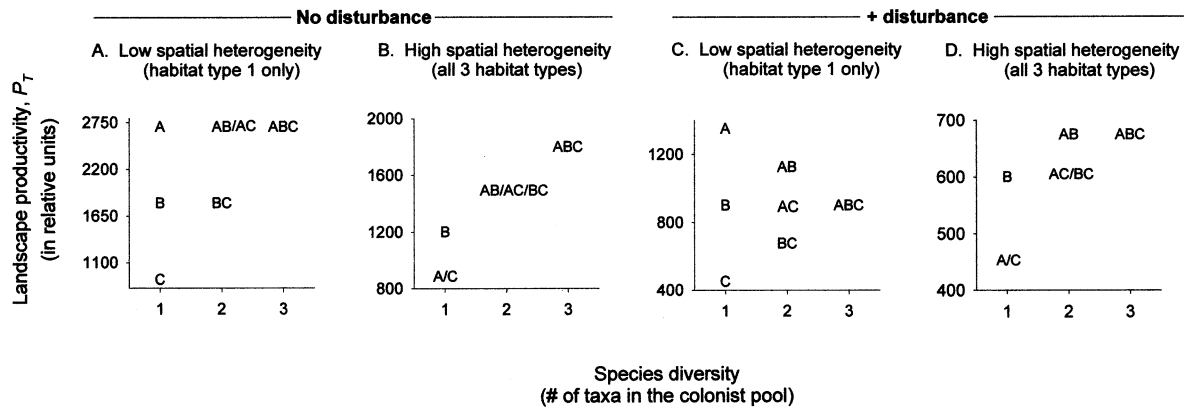 No disturbance
+ disturbance
A. Low spatial heterogeneity
(habitat type 1 only)
B. High spatial heterogeneity
(all 3 habitat types)
C. Low spatial heterogeneity
(habitat type 1 only)
D. High spatial heterogeneity
(all 3 habitat types)
Landscape productivity, P_T
(in relative units)
2750
2200
1650
1100
A
AB/AC
ABC
B
BC
C
1
2
3
2000
1600
1200
800
ABC
AB/AC/BC
B
A/C
1
2
3
1200
800
400
A
AB
B
AC
ABC
BC
C
1
2
3
700
600
500
400
AB
ABC
B
AC/BC
A/C
1
2
3
Species diversity
(# of taxa in the colonist pool)